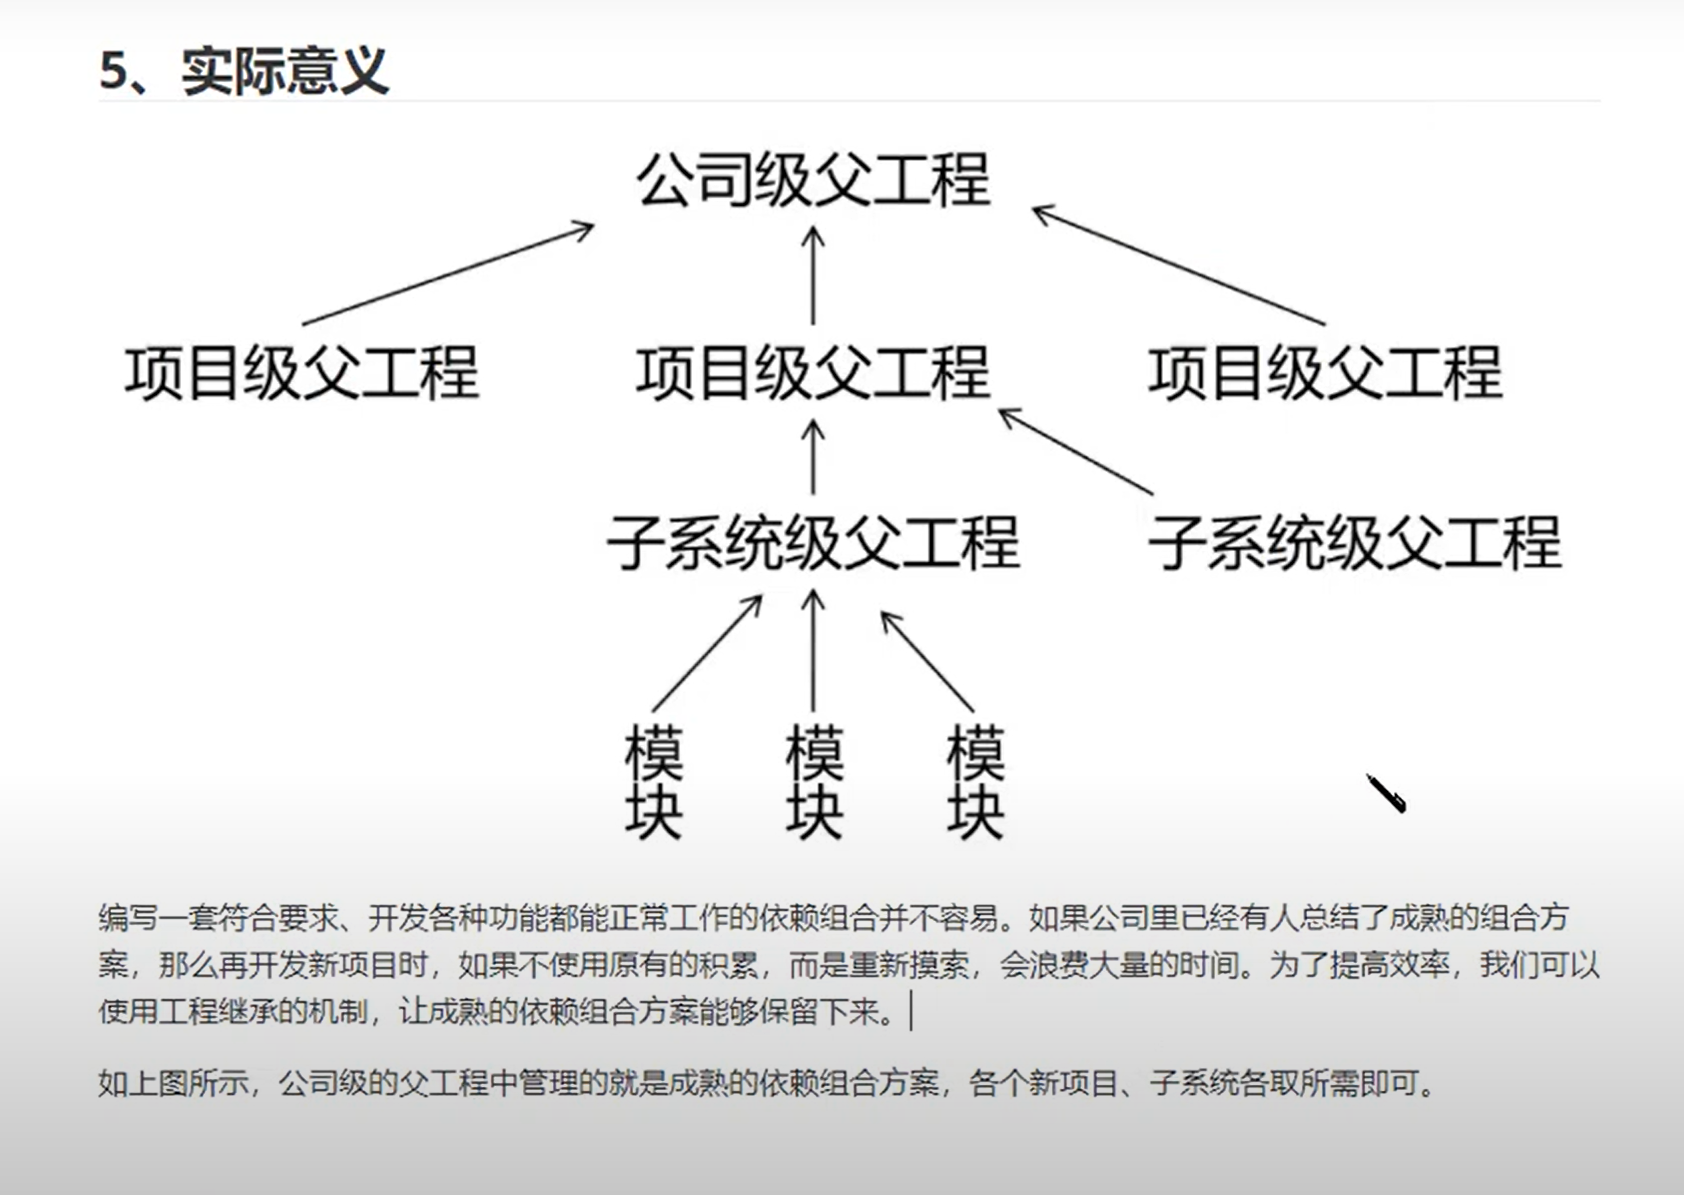 5、实际意义
公司级父工程
项目级父工程 项目级父工程 项目级父工程
子系统级父工程 子系统级父工程
模块 模块 模块
编写一套符合要求、开发各种功能都能正常工作的依赖组合并不容易。如果公司里已经有人总结了成熟的组合方
案，那么再开发新项目时，如果不使用原有的积累，而是重新摸索，会浪费大量的时间。为了提高效率，我们可以
使用工程继承的机制，让成熟的依赖组合方案能够保留下来。
如上图所示，公司级的父工程中管理的就是成熟的依赖组合方案，各个新项目、子系统各取所需即可。